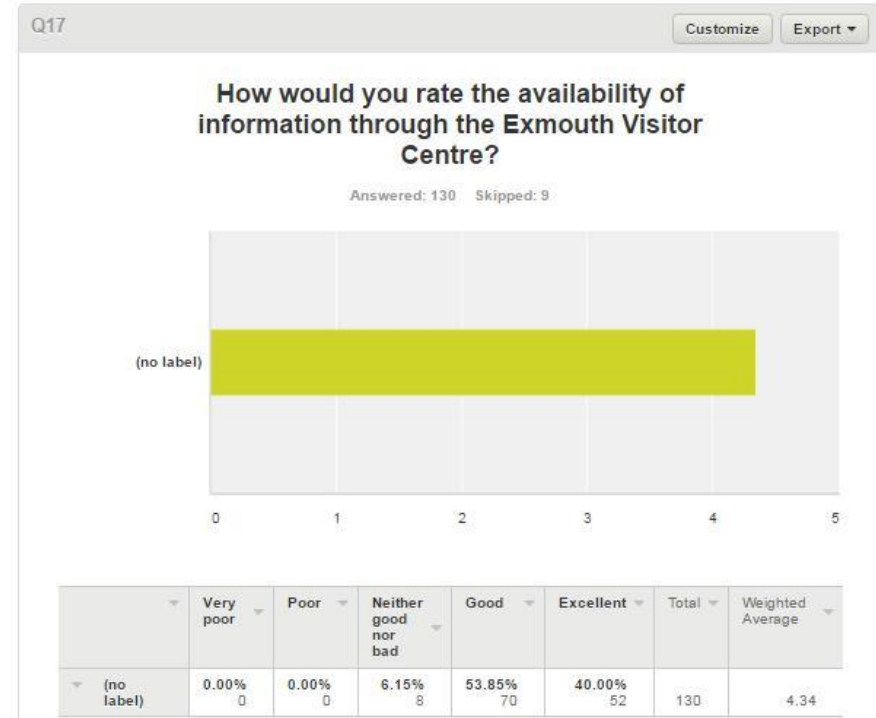 Q17
Customize
Export
How would you rate the availability of
information through the Exmouth Visitor
Centre?
Answered: 130 Skipped: 9
(no label)
0 1 2 3 4 5
Very poor Poor Neither good nor bad Good Excellent Total Weighted Average
(no label) 0.00% 0 0.00% 0 6.15% 8 53.85% 70 40.00% 52 130 4.34